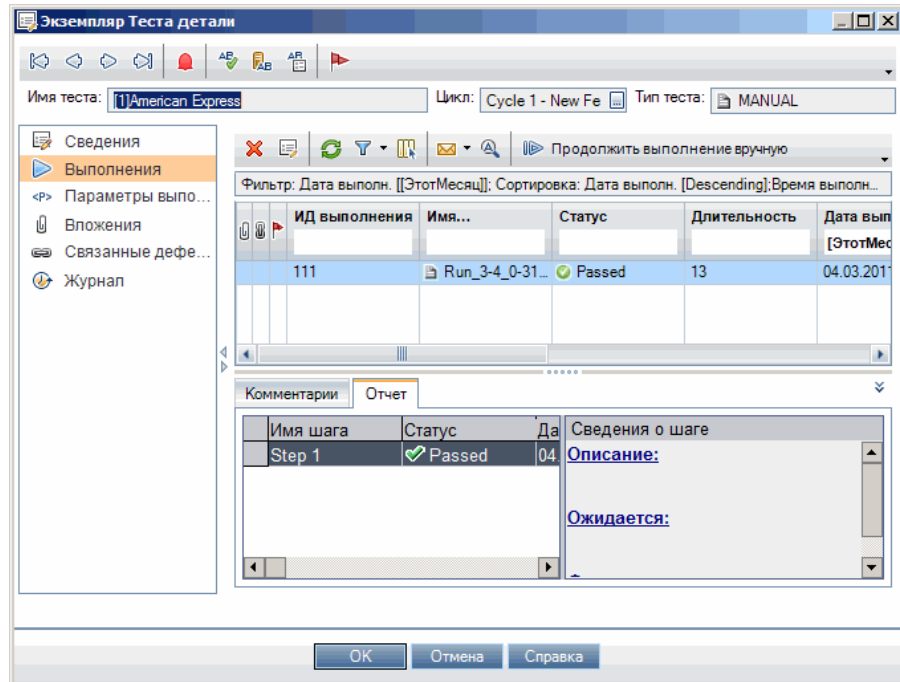 Экземпляр Теста детали
Имя теста: [1]American Express Цикл: Cycle 1 - New Fe Тип теста: MANUAL
Сведения
Выполнения
<P> Параметры выпо...
Вложения
Связанные дефе...
Журнал
Продолжить выполнение вручную
Фильтр: Дата выполн. [[ЭтотМесяц]]; Сортировка: Дата выполн. [Descending];Время выполн...
ИД выполнения Имя... Статус Длительность Дата вып
[ЭтотМес
111 Run_3-4_0-31... Passed 13 04.03.201
Комментарии Отчет
Имя шага Статус Да Сведения о шаге
Step 1 Passed 04. Описание:
Ожидается:
OK Отмена Справка